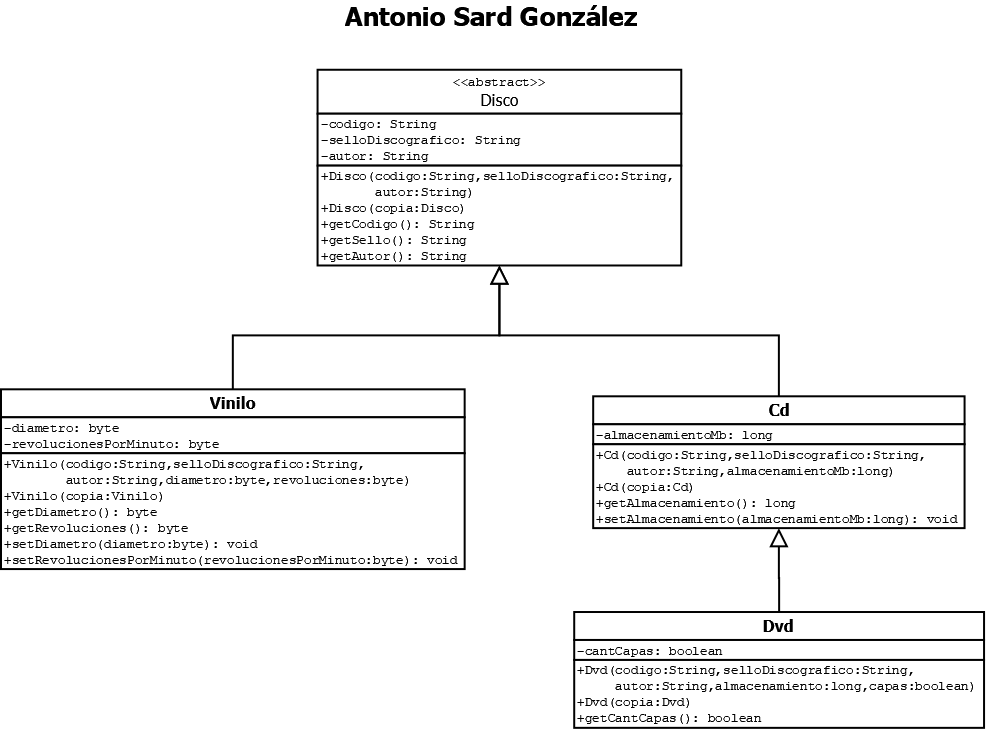 Antonio Sard González
<<abstract>>
Disco
-codigo: String
-selloDiscografico: String
-autor: String
+Disco(codigo:String,selloDiscografico:String,
autor:String)
+Disco(copia:Disco)
+getCodigo(): String
+getSello(): String
+getAutor(): String
Vinilo
-diametro: byte
-revolucionesPorMinuto: byte
+Vinilo(codigo:String,selloDiscografico:String,
autor:String,diametro:byte,revoluciones:byte)
+Vinilo(copia:Vinilo)
+getDiametro(): byte
+getRevoluciones(): byte
+setDiametro(diametro:byte): void
+setRevolucionesPorMinuto(revolucionesPorMinuto:byte): void
Cd
-almacenamientoMb: long
+Cd(codigo:String,selloDiscografico:String,
autor:String,almacenamientoMb:long)
+Cd(copia:Cd)
+getAlmacenamiento(): long
+setAlmacenamiento(almacenamientoMb:long): void
Dvd
-cantCapas: boolean
+Dvd(codigo:String,selloDiscografico:String,
autor:String,almacenamiento:long,capas:boolean)
+Dvd(copia:Dvd)
+getCantCapas(): boolean